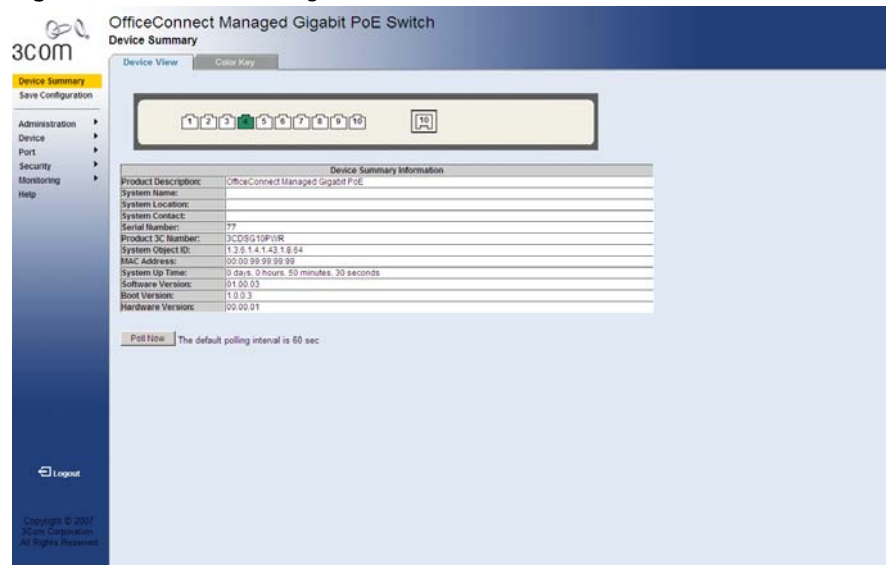 3COM
OfficeConnect Managed Gigabit PoE Switch
Device Summary
Device View
Color Key
Device Summary
Save Configuration
Administration
Device
Port
Security
Monitoring
Help
1 2 3 4 5 6 7 8 9 10
10
Device Summary Information
Product Description: OfficeConnect Managed Gigabit PoE
System Name:
System Location:
System Contact:
Serial Number: 77
Product 3C Number: 3CDSG10PWR
System Object ID: 1.3.6.1.4.1.43.1.8.64
MAC Address: 00:00:99:99:99:99
System Up Time: 0 days, 0 hours, 50 minutes, 30 seconds
Software Version: 01.00.03
Boot Version: 1.0.0.3
Hardware Version: 00.00.01
Poll Now The default polling interval is 60 sec
Logout
Copyright © 2007
3Com Corporation
All Rights Reserved.